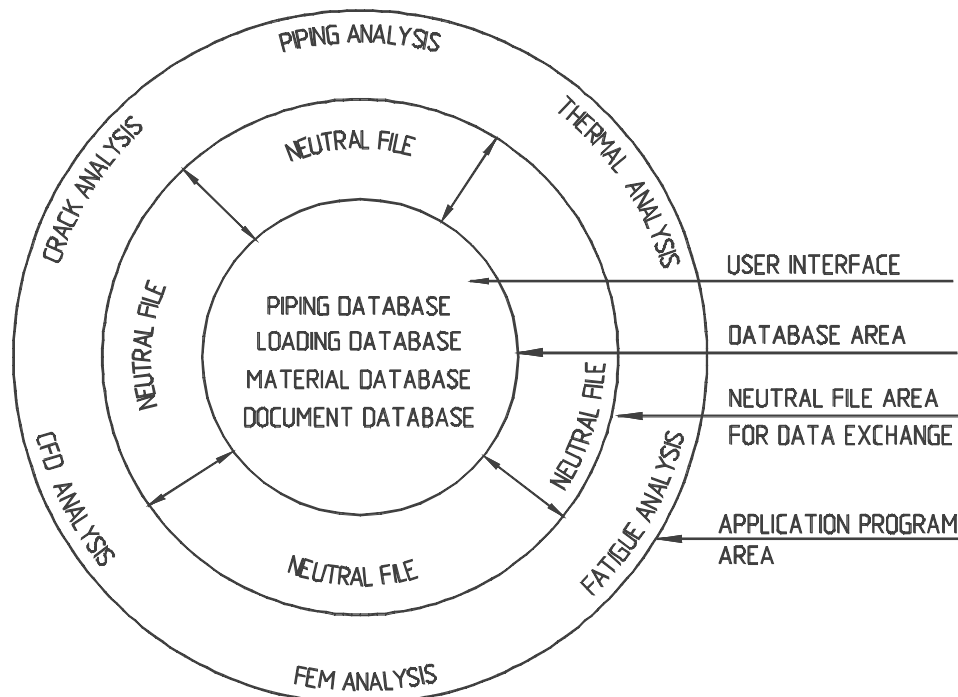 PIPING ANALYSIS
THERMAL ANALYSIS
CRACK ANALYSIS
NEUTRAL FILE
USER INTERFACE
PIPING DATABASE
LOADING DATABASE
MATERIAL DATABASE
DOCUMENT DATABASE
NEUTRAL FILE
DATABASE AREA
NEUTRAL FILE
NEUTRAL FILE AREA
FOR DATA EXCHANGE
CFD ANALYSIS
FATIGUE ANALYSIS
APPLICATION PROGRAM
AREA
NEUTRAL FILE
FEM ANALYSIS